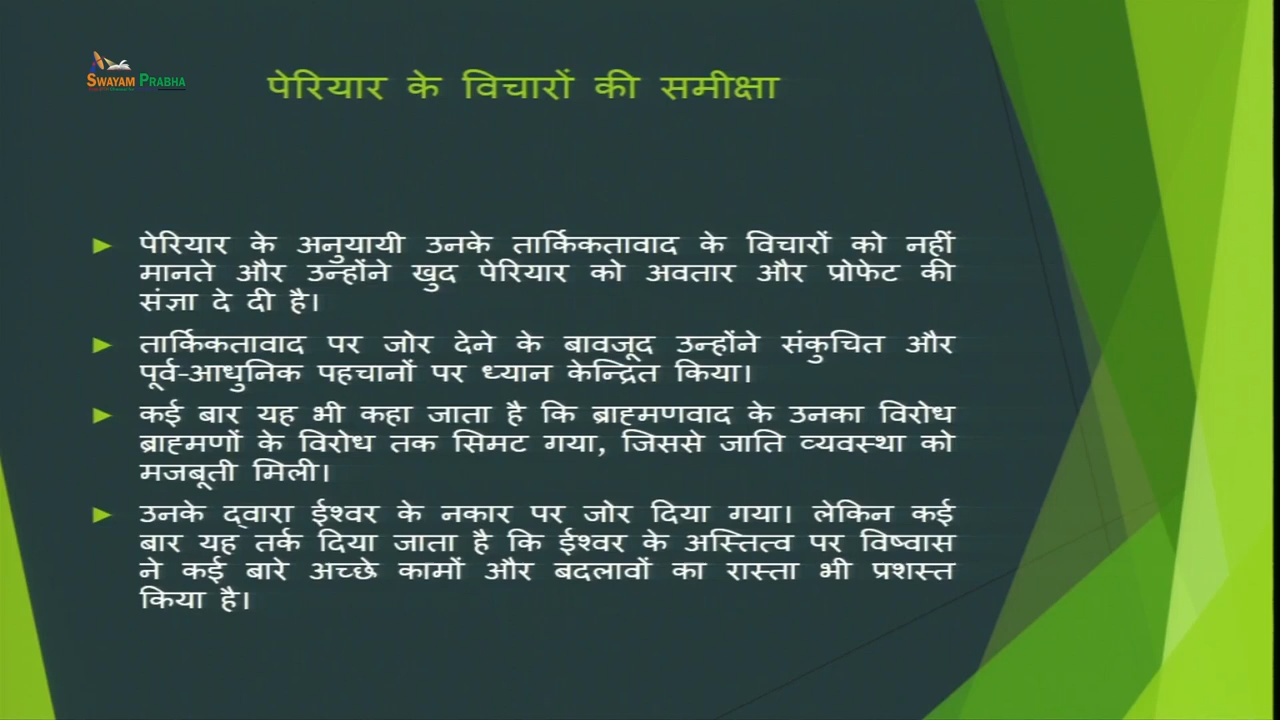 SWAYAM PRABHA
पेरियार के विचारों की समीक्षा
पेरियार के अनुयायी उनके तार्किकतावाद के विचारों को नहीं
मानते और उन्होंने खुद पेरियार को अवतार और प्रोफेट की
संज्ञा दे दी है।
तार्किकतावाद पर जोर देने के बावजूद उन्होंने संकुचित और
पूर्व-आधुनिक पहचानों पर ध्यान केन्द्रित किया।
कई बार यह भी कहा जाता है कि ब्राह्मणवाद के उनका विरोध
ब्राह्मणों के विरोध तक सिमट गया, जिससे जाति व्यवस्था को
मजबूती मिली।
उनके द्वारा ईश्वर के नकार पर जोर दिया गया। लेकिन कई
बार यह तर्क दिया जाता है कि ईश्वर के अस्तित्व पर विष्वास
ने कई बारे अच्छे कामों और बदलावों का रास्ता भी प्रशस्त
किया है।